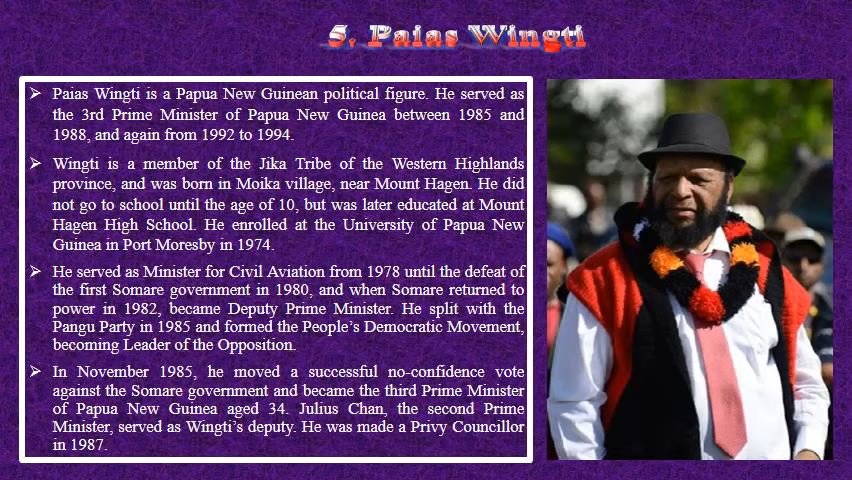 5. Paias Wingti
➢ Paias Wingti is a Papua New Guinean political figure. He served as
the 3rd Prime Minister of Papua New Guinea between 1985 and
1988, and again from 1992 to 1994.
➢ Wingti is a member of the Jika Tribe of the Western Highlands
province, and was born in Moika village, near Mount Hagen. He did
not go to school until the age of 10, but was later educated at Mount
Hagen High School. He enrolled at the University of Papua New
Guinea in Port Moresby in 1974.
➢ He served as Minister for Civil Aviation from 1978 until the defeat of
the first Somare government in 1980, and when Somare returned to
power in 1982, became Deputy Prime Minister. He split with the
Pangu Party in 1985 and formed the People’s Democratic Movement,
becoming Leader of the Opposition.
➢ In November 1985, he moved a successful no-confidence vote
against the Somare government and became the third Prime Minister
of Papua New Guinea aged 34. Julius Chan, the second Prime
Minister, served as Wingti’s deputy. He was made a Privy Councillor
in 1987.